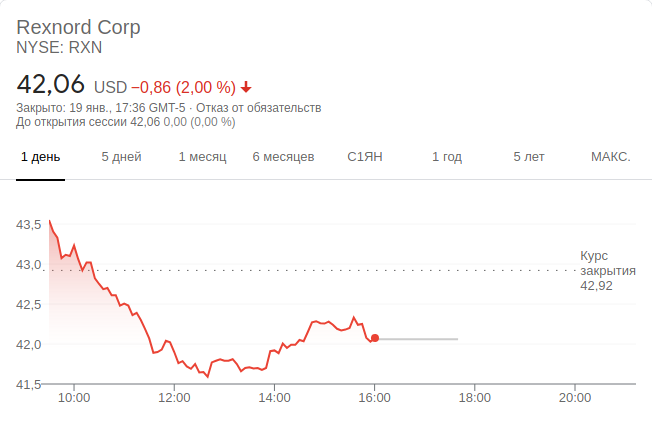 Rexnord Corp
NYSE: RXN
42,06 USD −0,86 (2,00 %)
Закрыто: 19 янв., 17:36 GMT-5 · Отказ от обязательств
До открытия сессии 42,06 0,00 (0,00 %)
1 день 5 дней 1 месяц 6 месяцев С1ЯН 1 год 5 лет МАКС.
43,5
Курс
43,0
закрытия
42,92
42,5
42,0
41,5
10:00 12:00 14:00 16:00 18:00 20:00